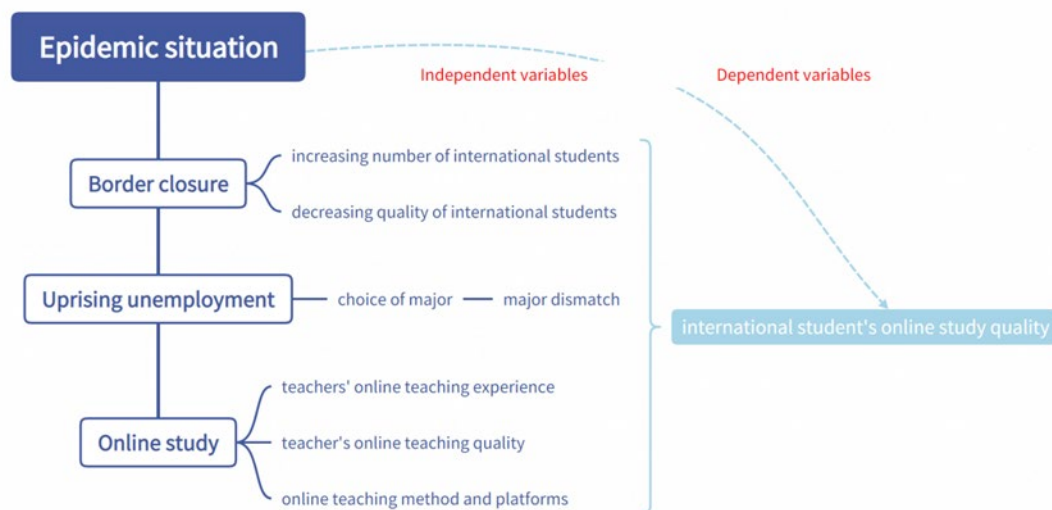 Epidemic situation
Independent variables
Dependent variables
Border closure
increasing number of international students
decreasing quality of international students
Uprising unemployment
choice of major
major dismatch
international student's online study quality
Online study
teachers' online teaching experience
teacher's online teaching quality
online teaching method and platforms